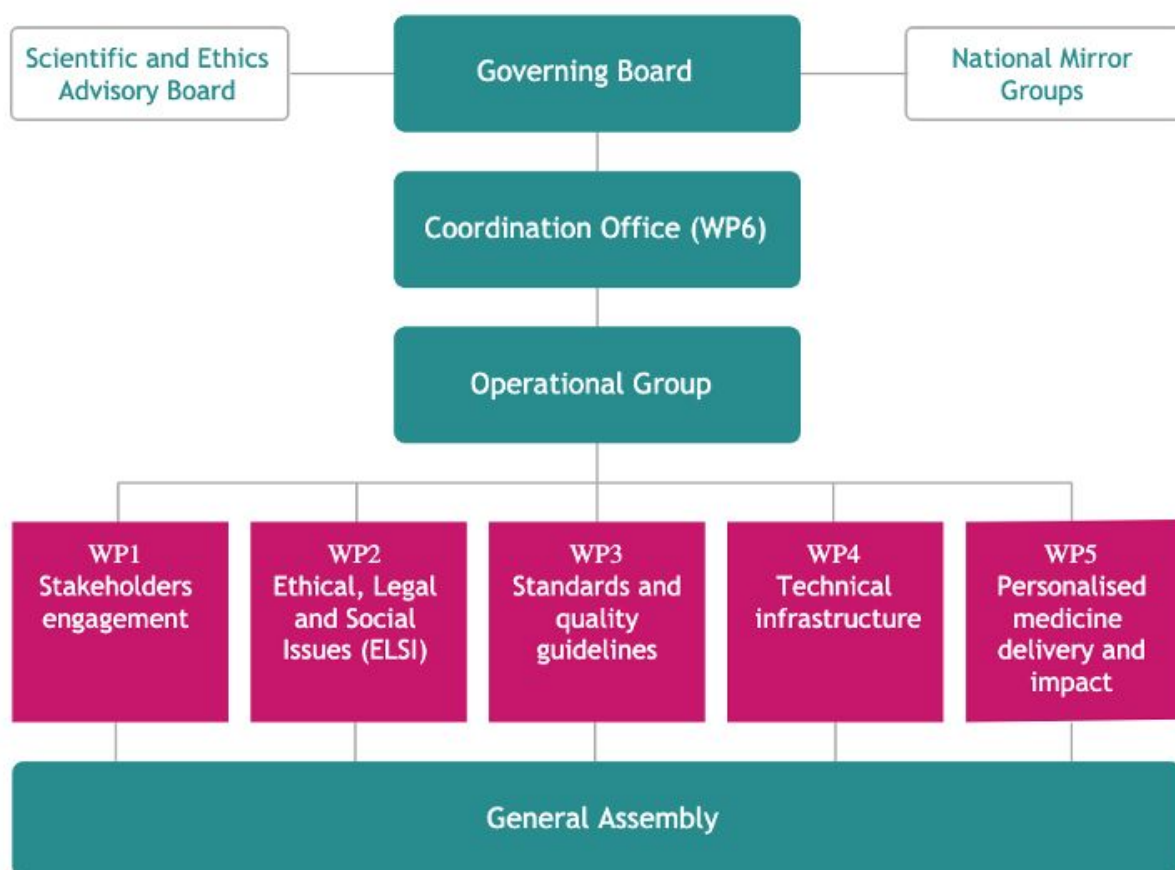 Scientific and Ethics
Advisory Board
Governing Board
National Mirror
Groups
Coordination Office (WP6)
Operational Group
WP1
Stakeholders
engagement
WP2
Ethical, Legal
and Social
Issues (ELSI)
WP3
Standards and
quality
guidelines
WP4
Technical
infrastructure
WP5
Personalised
medicine
delivery and
impact
General Assembly